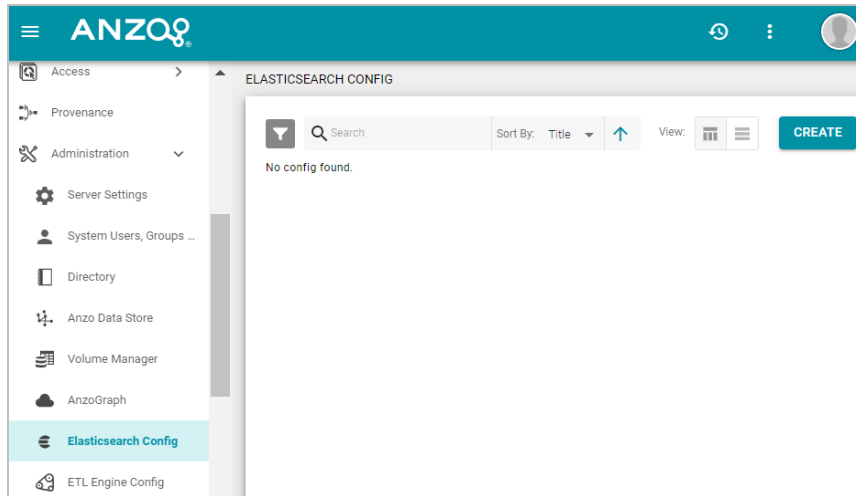 ANZO®
Access
ELASTICSEARCH CONFIG
Provenance
Search
Sort By: Title
View:
CREATE
Administration
No config found.
Server Settings
System Users, Groups ...
Directory
Anzo Data Store
Volume Manager
AnzoGraph
Elasticsearch Config
ETL Engine Config